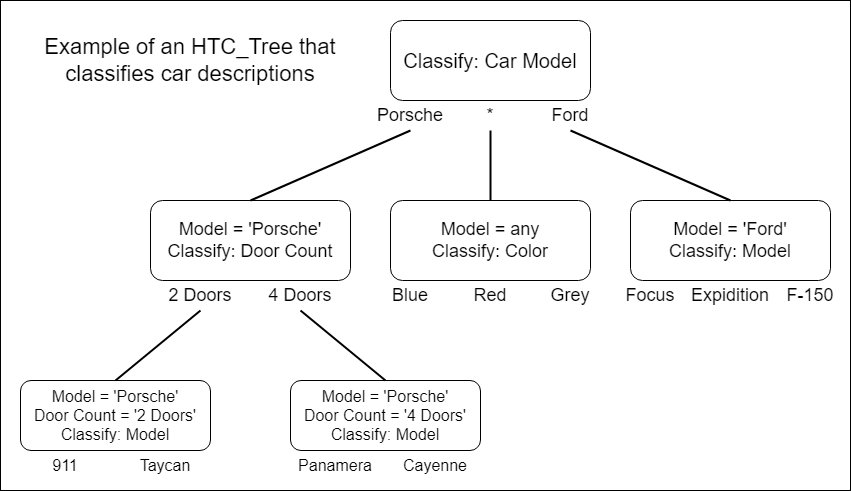 Example of an HTC_Tree that
classifies car descriptions
Classify: Car Model
Porsche * Ford
Model = 'Porsche'
Classify: Door Count
Model = any
Classify: Color
Model = 'Ford'
Classify: Model
2 Doors 4 Doors
Blue Red Grey
Focus Expidition F-150
Model = 'Porsche'
Door Count = '2 Doors'
Classify: Model
Model = 'Porsche'
Door Count = '4 Doors'
Classify: Model
911 Taycan
Panamera Cayenne